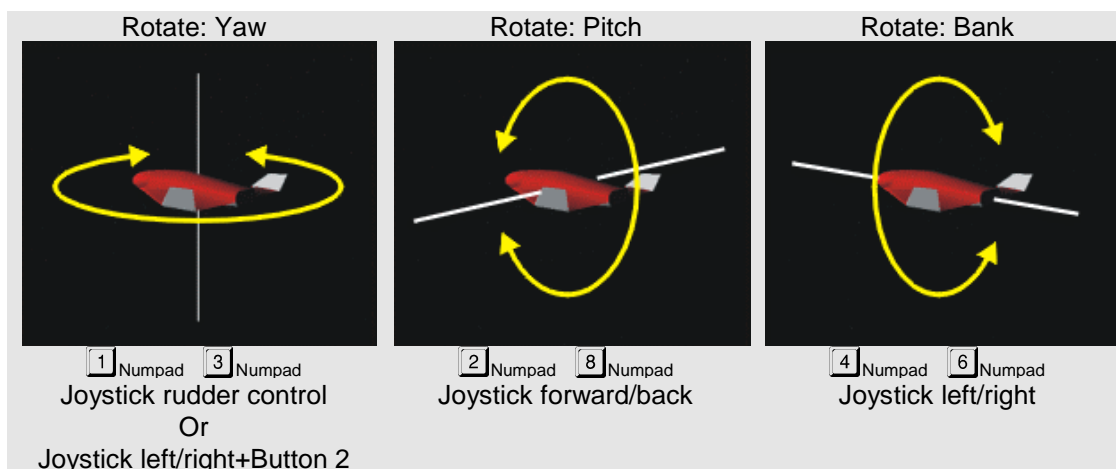 Rotate: Yaw
1 Numpad 3 Numpad
Joystick rudder control
Or
Joystick left/right+Button 2
Rotate: Pitch
2 Numpad 8 Numpad
Joystick forward/back
Rotate: Bank
4 Numpad 6 Numpad
Joystick left/right